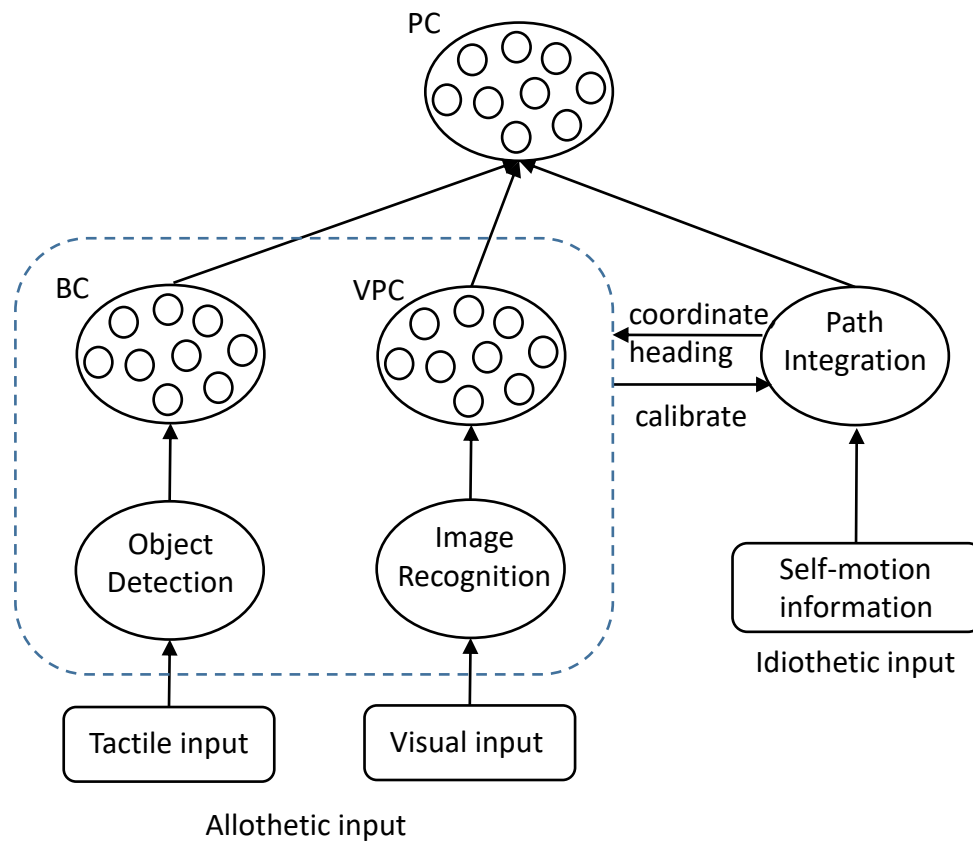 PC
BC
VPC
coordinate,
heading
calibrate
Path
Integration
Object
Detection
Image
Recognition
Self-motion
information
Idiothetic input
Tactile input
Visual input
Allothetic input